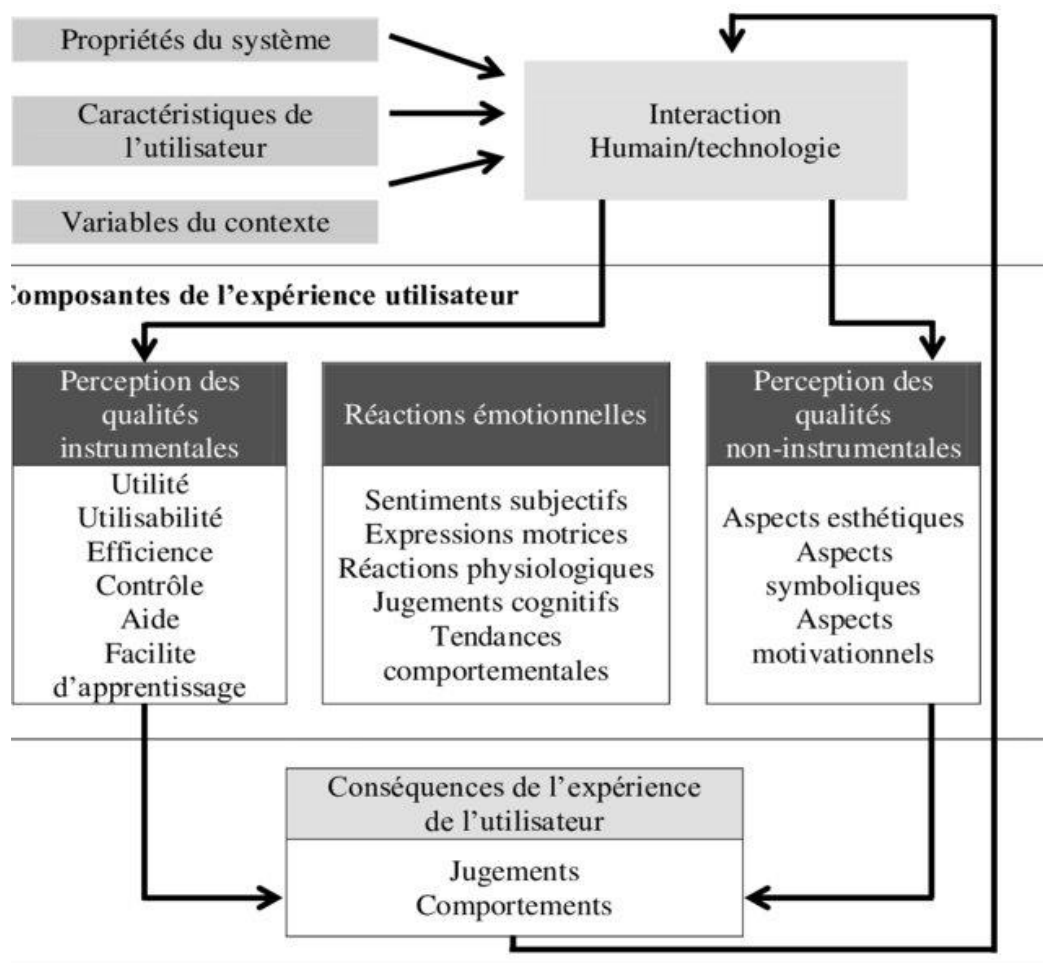 Propriétés du système
Caractéristiques de
l’utilisateur
Variables du contexte
Interaction
Humain/technologie
omposantes de l’expérience utilisateur
Perception des
qualités
instrumentales
Utilité
Utilisabilité
Efficience
Contrôle
Aide
Facilite
d’apprentissage
Réactions émotionnelles
Sentiments subjectifs
Expressions motrices
Réactions physiologiques
Jugements cognitifs
Tendances
comportementales
Perception des
qualités
non-instrumentales
Aspects esthétiques
Aspects
symboliques
Aspects
motivationnels
Conséquences de l’expérience
de l’utilisateur
Jugements
Comportements